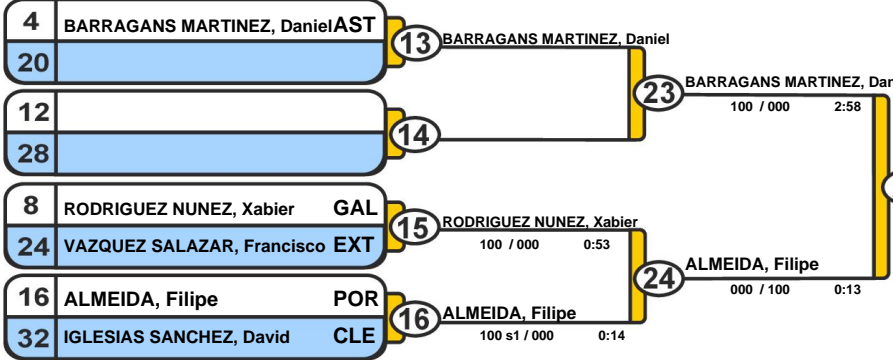 4 BARRAGANS MARTINEZ, Daniel AST
20
13 BARRAGANS MARTINEZ, Daniel
12
28
14
23 BARRAGANS MARTINEZ, Dan
100 / 000 2:58
8 RODRIGUEZ NUNEZ, Xabier GAL
24 VAZQUEZ SALAZAR, Francisco EXT
15 RODRIGUEZ NUNEZ, Xabier
100 / 000 0:53
16 ALMEIDA, Filipe POR
32 IGLESIAS SANCHEZ, David CLE
16 ALMEIDA, Filipe
100 s1 / 000 0:14
24 ALMEIDA, Filipe
000 / 100 0:13